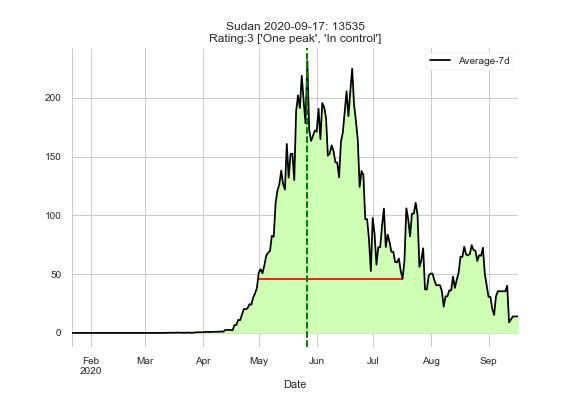 Sudan 2020-09-17: 13535
Rating:3 ['One peak', 'In control']
Average-7d
200
150
100
50
0
Feb Mar Apr May Jun Jul Aug Sep
2020
Date